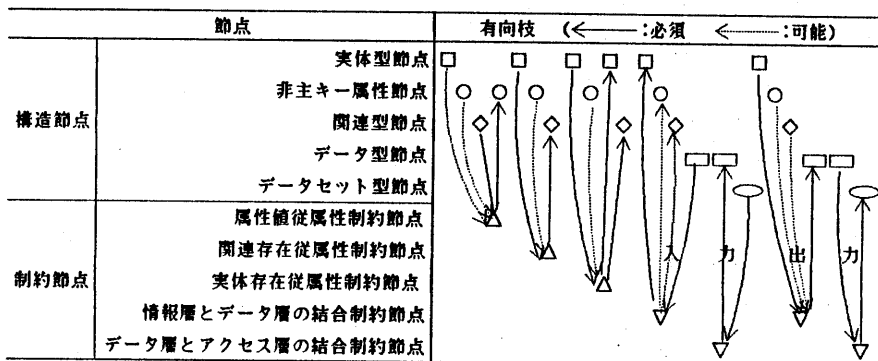 節点 有向枝 (←——:必須 ←……:可能)
実体型節点
非主キー属性節点
構造節点 関連型節点
データ型節点
データセット型節点
属性値従属性制約節点
関連存在従属性制約節点 入 力 出 力
制約節点 実体存在従属性制約節点
情報層とデータ層の結合制約節点
データ層とアクセス層の結合制約節点